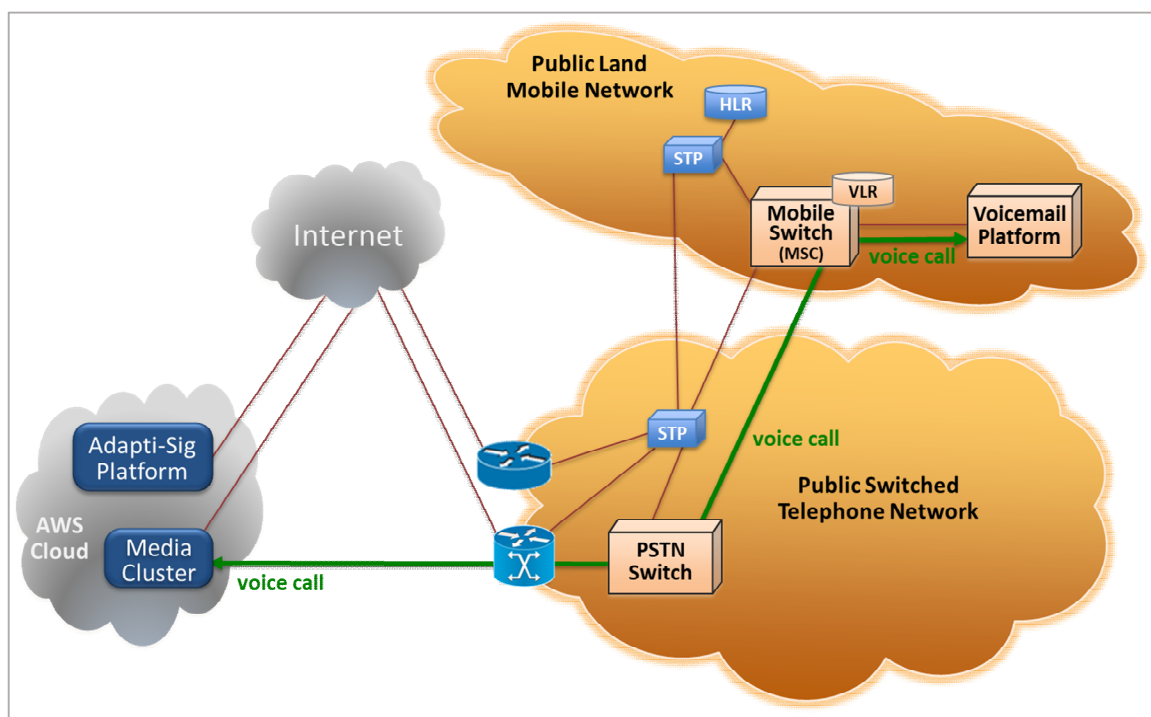 Public Land
Mobile Network
HLR
STP
VLR
Mobile
Switch
(MSC)
Voicemail
Platform
voice call
Internet
Adapti-Sig
Platform
AWS
Cloud
Media
Cluster
voice call
STP
voice call
Public Switched
Telephone Network
PSTN
Switch